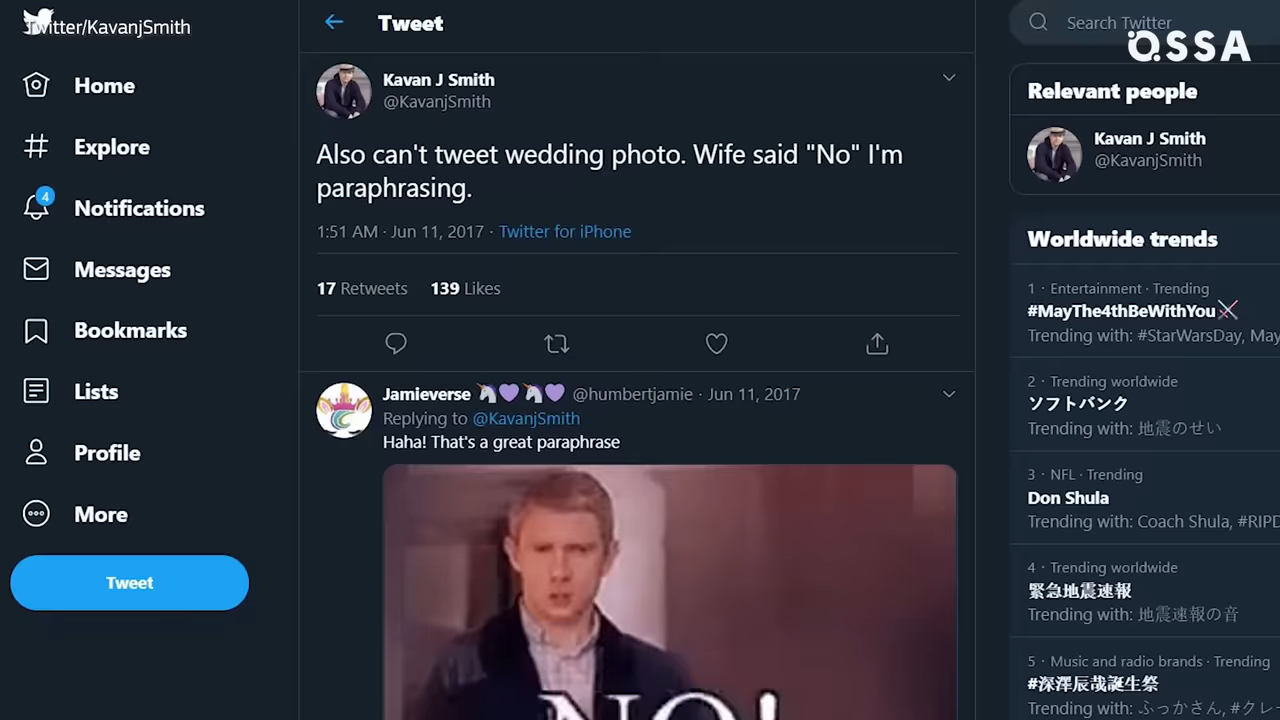 Twitter/KavanjSmith
Home
Explore
4
Notifications
Messages
Bookmarks
Lists
Profile
More
Tweet
Tweet
Kavan J Smith
@KavanjSmith
Also can't tweet wedding photo. Wife said "No" I'm
paraphrasing.
1:51 AM · Jun 11, 2017 · Twitter for iPhone
17 Retweets 139 Likes
Jamieverse 🦄💜🦄💜 @humbertjamie · Jun 11, 2017
Replying to @KavanjSmith
Haha! That's a great paraphrase
NO!
Search Twitter
OSSA
Relevant people
Kavan J Smith
@KavanjSmith
Worldwide trends
1 · Entertainment · Trending
#MayThe4thBeWithYou
Trending with: #StarWarsDay, May
2 · Trending worldwide
ソフトバンク
Trending with: 地震のせい
3 · NFL · Trending
Don Shula
Trending with: Coach Shula, #RIPD
4 · Trending worldwide
緊急地震速報
Trending with: 地震速報の音
5 · Music and radio brands · Trending
#深澤辰哉誕生祭
Trending with: ふっかさん, #クレ